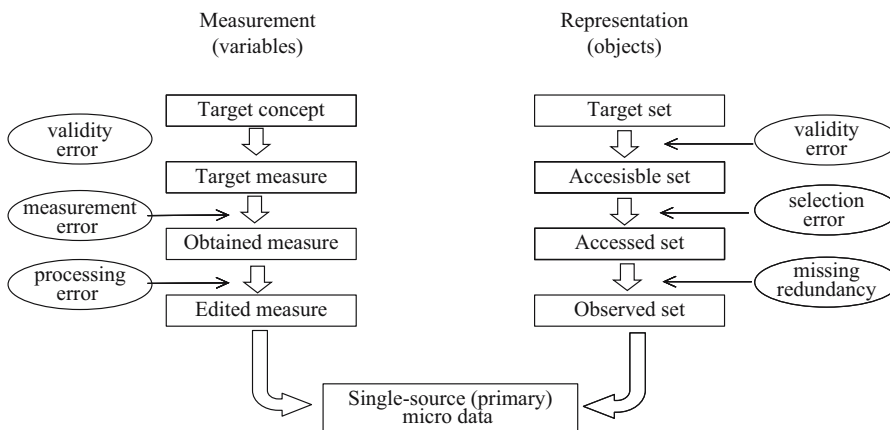 Measurement
(variables)
Representation
(objects)
Target concept
Target set
validity
error
validity
error
Target measure
Accesisble set
measurement
error
selection
error
Obtained measure
Accessed set
processing
error
missing
redundancy
Edited measure
Observed set
Single-source (primary)
micro data